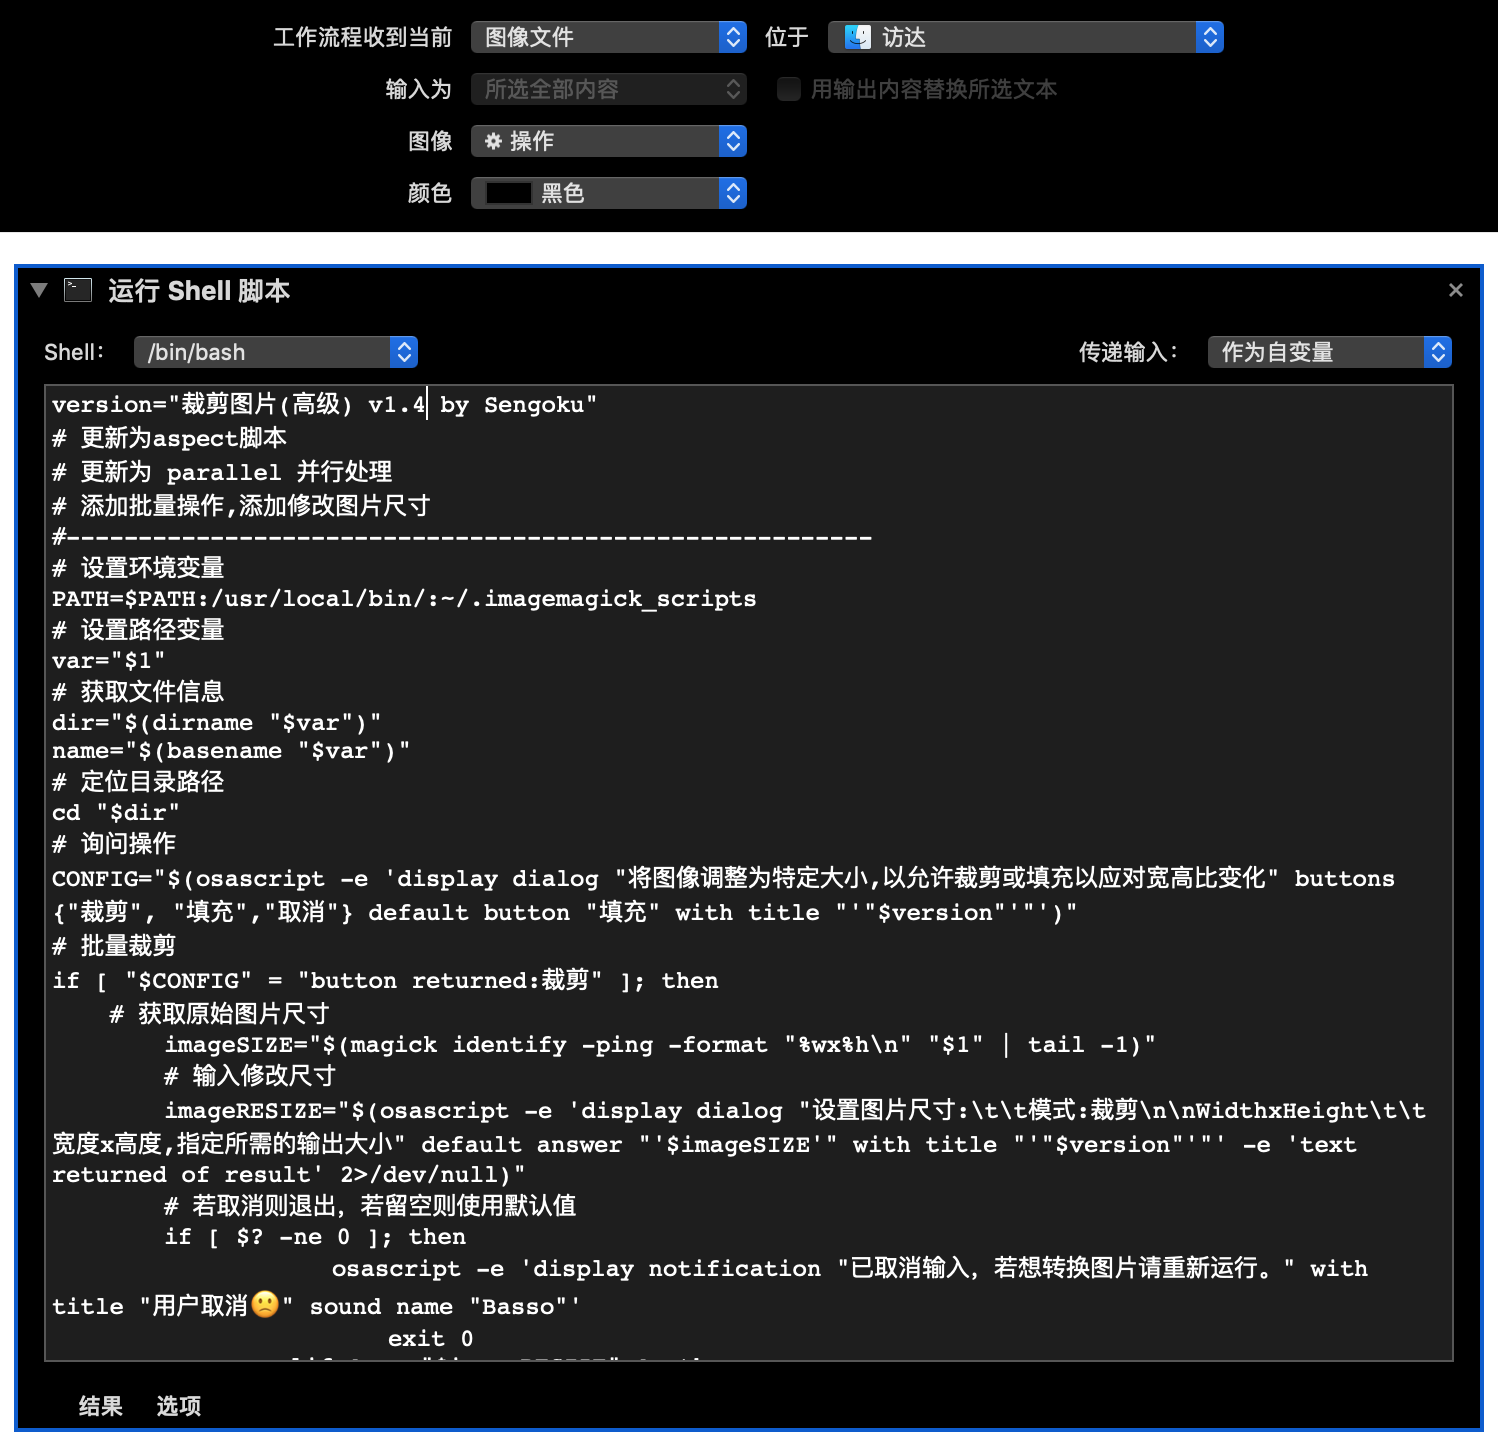 工作流程收到当前 图像文件 位于 访达
输入为 所选全部内容 用输出内容替换所选文本
图像 操作
颜色 黑色
运行 Shell 脚本
Shell: /bin/bash 传递输入: 作为自变量
version="裁剪图片(高级) v1.4 by Sengoku"
# 更新为aspect脚本
# 更新为 parallel 并行处理
# 添加批量操作,添加修改图片尺寸
#--------------------------------------------------------
# 设置环境变量
PATH=$PATH:/usr/local/bin/:~/.imagemagick_scripts
# 设置路径变量
var="$1"
# 获取文件信息
dir="$(dirname "$var")"
name="$(basename "$var")"
# 定位目录路径
cd "$dir"
# 询问操作
CONFIG="$(osascript -e 'display dialog "将图像调整为特定大小,以允许裁剪或填充以应对宽高比变化" buttons
{"裁剪", "填充","取消"} default button "填充" with title "'"$version"'"')"
# 批量裁剪
if [ "$CONFIG" = "button returned:裁剪" ]; then
# 获取原始图片尺寸
imageSIZE="$(magick identify -ping -format "%wx%h\n" "$1" | tail -1)"
# 输入修改尺寸
imageRESIZE="$(osascript -e 'display dialog "设置图片尺寸:\t\t模式:裁剪\n\nWidthxHeight\t\t
宽度x高度,指定所需的输出大小" default answer "'$imageSIZE'" with title "'"$version"'"' -e 'text
returned of result' 2>/dev/null)"
# 若取消则退出，若留空则使用默认值
if [ $? -ne 0 ]; then
osascript -e 'display notification "已取消输入，若想转换图片请重新运行。" with
title "用户取消🙁" sound name "Basso"'
exit 0
结果 选项